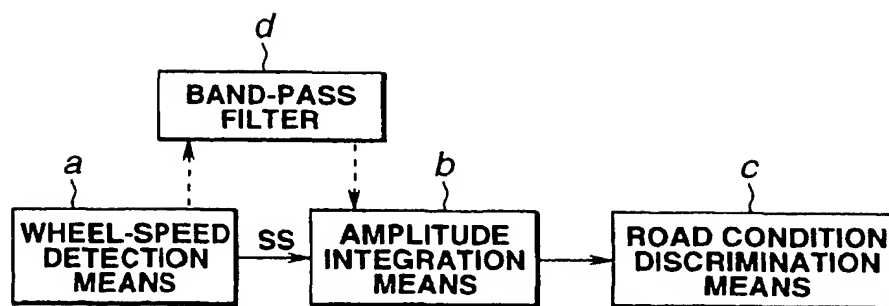 d
BAND-PASS
FILTER
a
b
c
WHEEL-SPEED
DETECTION
MEANS
SS
AMPLITUDE
INTEGRATION
MEANS
ROAD CONDITION
DISCRIMINATION
MEANS